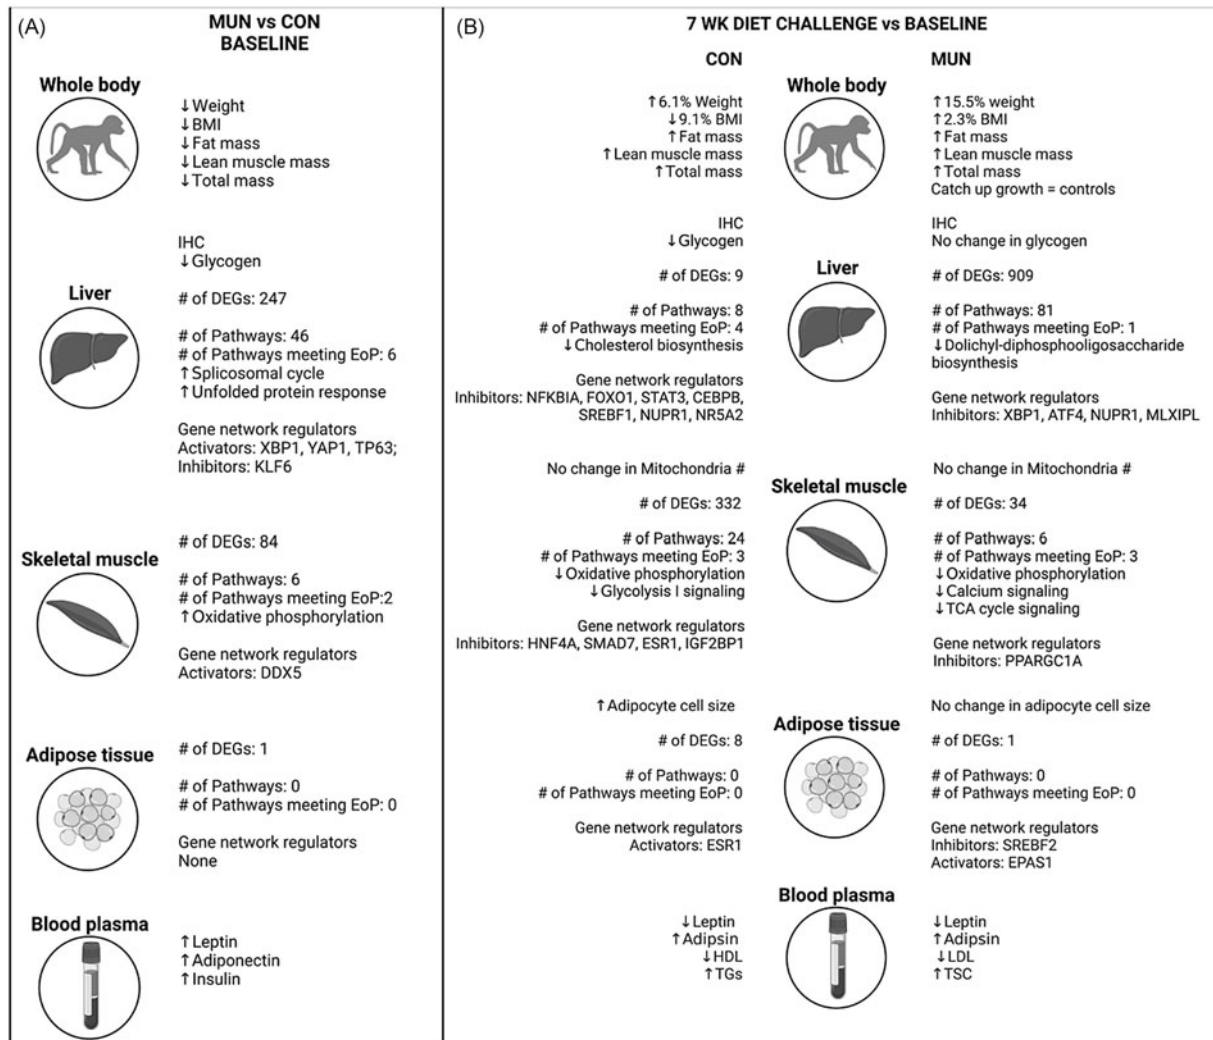 (A)
MUN vs CON
BASELINE
Whole body
↓Weight
↓BMI
↓Fat mass
↓Lean muscle mass
↓Total mass
IHC
↓Glycogen
Liver
# of DEGs: 247
# of Pathways: 46
# of Pathways meeting EoP: 6
↑Splicosomal cycle
↑Unfolded protein response
Gene network regulators
Activators: XBP1, YAP1, TP63;
Inhibitors: KLF6
Skeletal muscle
# of DEGs: 84
# of Pathways: 6
# of Pathways meeting EoP:2
↑Oxidative phosphorylation
Gene network regulators
Activators: DDX5
Adipose tissue
# of DEGs: 1
# of Pathways: 0
# of Pathways meeting EoP: 0
Gene network regulators
None
Blood plasma
↑Leptin
↑Adiponectin
↑Insulin
(B)
7 WK DIET CHALLENGE vs BASELINE
CON
↑6.1% Weight
↓9.1% BMI
↑Fat mass
↑Lean muscle mass
↑Total mass
IHC
↓Glycogen
# of DEGs: 9
# of Pathways: 8
# of Pathways meeting EoP: 4
↓Cholesterol biosynthesis
Gene network regulators
Inhibitors: NFKBIA, FOXO1, STAT3, CEBPB,
SREBF1, NUPR1, NR5A2
No change in Mitochondria #
# of DEGs: 332
# of Pathways: 24
# of Pathways meeting EoP: 3
↓Oxidative phosphorylation
↓Glycolysis I signaling
Gene network regulators
Inhibitors: HNF4A, SMAD7, ESR1, IGF2BP1
↑Adipocyte cell size
# of DEGs: 8
# of Pathways: 0
# of Pathways meeting EoP: 0
Gene network regulators
Activators: ESR1
↓Leptin
↑Adipsin
↓HDL
↑TGs
Whole body
Liver
Skeletal muscle
Adipose tissue
Blood plasma
MUN
↑15.5% weight
↑2.3% BMI
↑Fat mass
↑Lean muscle mass
↑Total mass
Catch up growth = controls
IHC
No change in glycogen
# of DEGs: 909
# of Pathways: 81
# of Pathways meeting EoP: 1
↓Dolichyl-diphosphooligosaccharide
biosynthesis
Gene network regulators
Inhibitors: XBP1, ATF4, NUPR1, MLXIPL
No change in Mitochondria #
# of DEGs: 34
# of Pathways: 6
# of Pathways meeting EoP: 3
↓Oxidative phosphorylation
↓Calcium signaling
↓TCA cycle signaling
Gene network regulators
Inhibitors: PPARGC1A
No change in adipocyte cell size
# of DEGs: 1
# of Pathways: 0
# of Pathways meeting EoP: 0
Gene network regulators
Inhibitors: SREBF2
Activators: EPAS1
↓Leptin
↑Adipsin
↓LDL
↑TSC